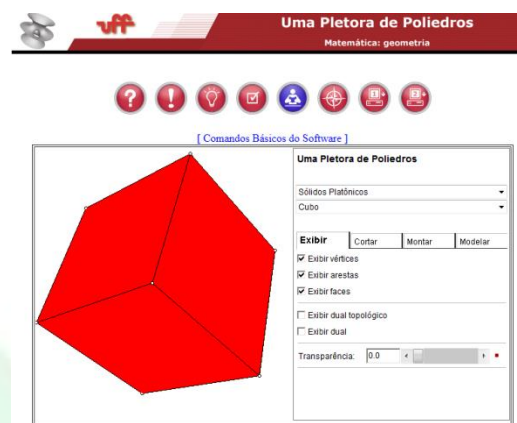 uff
Uma Pletora de Poliedros
Matemática: geometria
? !
[ Comandos Básicos do Software ]
Uma Pletora de Poliedros
Sólidos Platônicos
Cubo
Exibir Cortar Montar Modelar
Exibir vértices
Exibir arestas
Exibir faces
Exibir dual topológico
Exibir dual
Transparência: 0.0